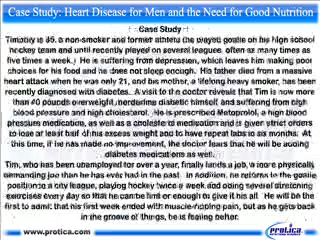 Case Study: Heart Disease for Men and the Need for Good Nutrition
Case Study
Timothy is 46, a non-smoker and former athlete (he played goalie on his high school
hockey team and until recently played on several leagues, often as many times as
five times a week.) He is suffering from depression, which leaves him making poor
choices for his food and he does not sleep enough. His father died from a massive
heart attack when he was only 21, and his mother, a lifelong heavy smoker, has been
recently diagnosed with diabetes. A visit to the doctor reveals that Tim is now more
than 40 pounds overweight, bordering diabetic himself and suffering from high
blood pressure and high cholesterol. He is prescribed Metoprolol, a high blood
pressure medication, as well as a cholesterol medication and is given strict orders
to lose at least half of his excess weight and to have repeat labs in six months. At
this time, if he has made no improvement, the doctor fears that he will be adding
diabetes medications as well.
Tim, who has been unemployed for over a year, finally lands a job, a more physically
demanding job than he has ever had in the past. In addition, he returns to the goalie
position on a city league, playing hockey twice a week and doing several stretching
exercises every day so that he can be limber enough to give it his all. He will be the
first to admit that his first week ended with muscle-ripping pain, but as he gets back
in the groove of things, he is feeling better.
www.protica.com
protica